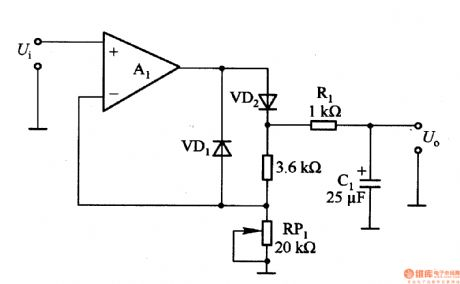 Ui
+
A1
−
VD2
R1
1 kΩ
Uo
VD1
3.6 kΩ
+
C1
25 μF
RP1
20 kΩ